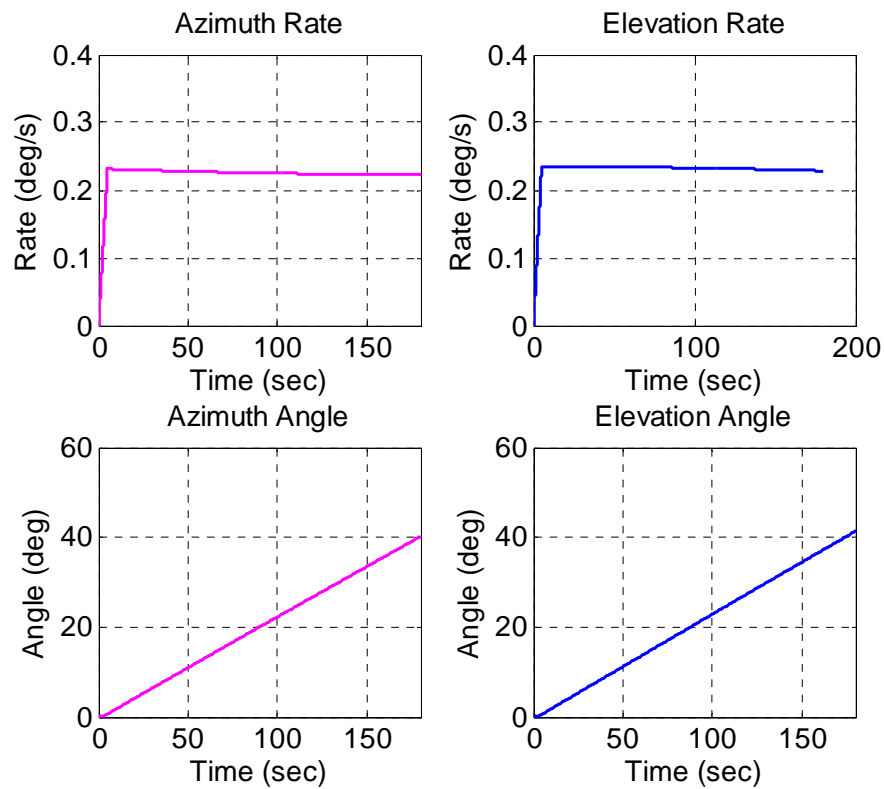 Azimuth Rate
Rate (deg/s)
0.4
0.3
0.2
0.1
0
0 50 100 150
Time (sec)
Elevation Rate
Rate (deg/s)
0.4
0.3
0.2
0.1
0
0 100 200
Time (sec)
Azimuth Angle
Angle (deg)
60
40
20
0
0 50 100 150
Time (sec)
Elevation Angle
Angle (deg)
60
40
20
0
0 50 100 150
Time (sec)